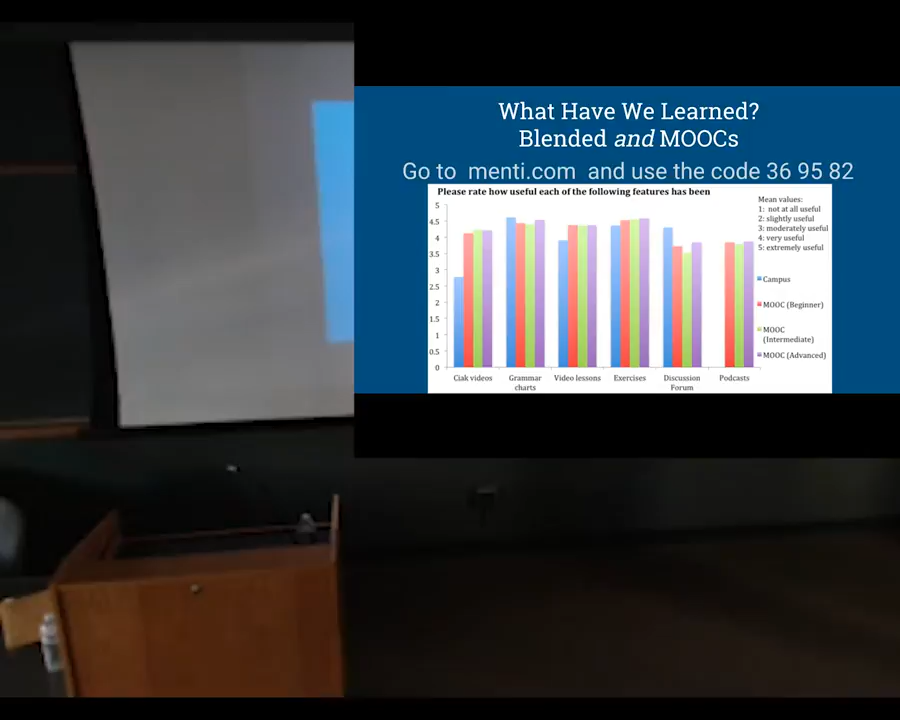 What Have We Learned?
Blended and MOOCs
Go to menti.com and use the code 36 95 82
Please rate how useful each of the following features has been
Mean values:
1: not at all useful
2: slightly useful
3: moderately useful
4: very useful
5: extremely useful
5
4.5
4
3.5
3
2.5
2
1.5
1
0.5
0
Campus
MOOC (Beginner)
MOOC
(Intermediate)
MOOC (Advanced)
Ciak videos
Grammar
charts
Video lessons
Exercises
Discussion
Forum
Podcasts